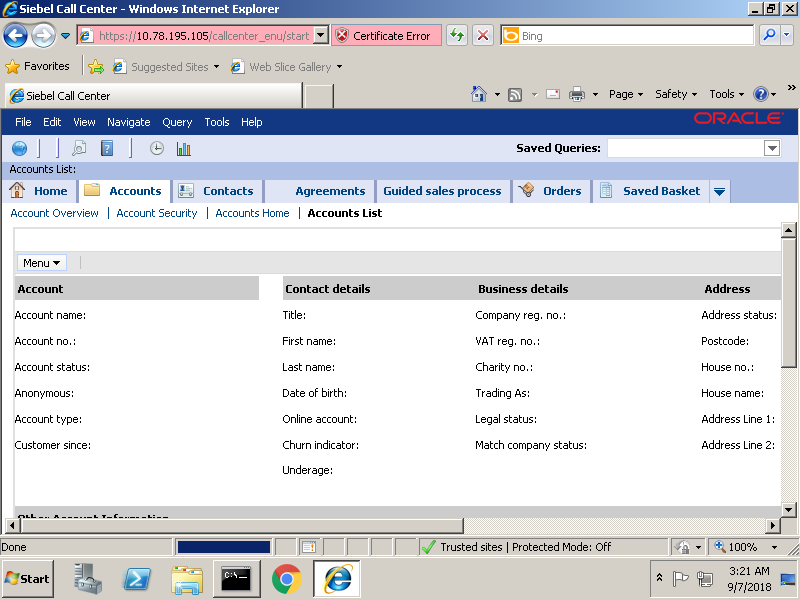 Siebel Call Center - Windows Internet Explorer
https://10.78.195.105/callcenter_enu/start
Certificate Error
Bing
Favorites
Suggested Sites
Web Slice Gallery
Siebel Call Center
Page
Safety
Tools
»
File Edit View Navigate Query Tools Help
ORACLE
Saved Queries:
Accounts List:
Home
Accounts
Contacts
Agreements
Guided sales process
Orders
Saved Basket
Account Overview | Account Security | Accounts Home | Accounts List
Menu
Account
Contact details
Business details
Address
Account name:
Title:
Company reg. no.:
Address status:
Account no.:
First name:
VAT reg. no.:
Postcode:
Account status:
Last name:
Charity no.:
House no.:
Anonymous:
Date of birth:
Trading As:
House name:
Account type:
Online account:
Legal status:
Address Line 1:
Customer since:
Churn indicator:
Match company status:
Address Line 2:
Underage:
Other Account Information
Done
Trusted sites | Protected Mode: Off
100%
Start
C:\.
3:21 AM
9/7/2018